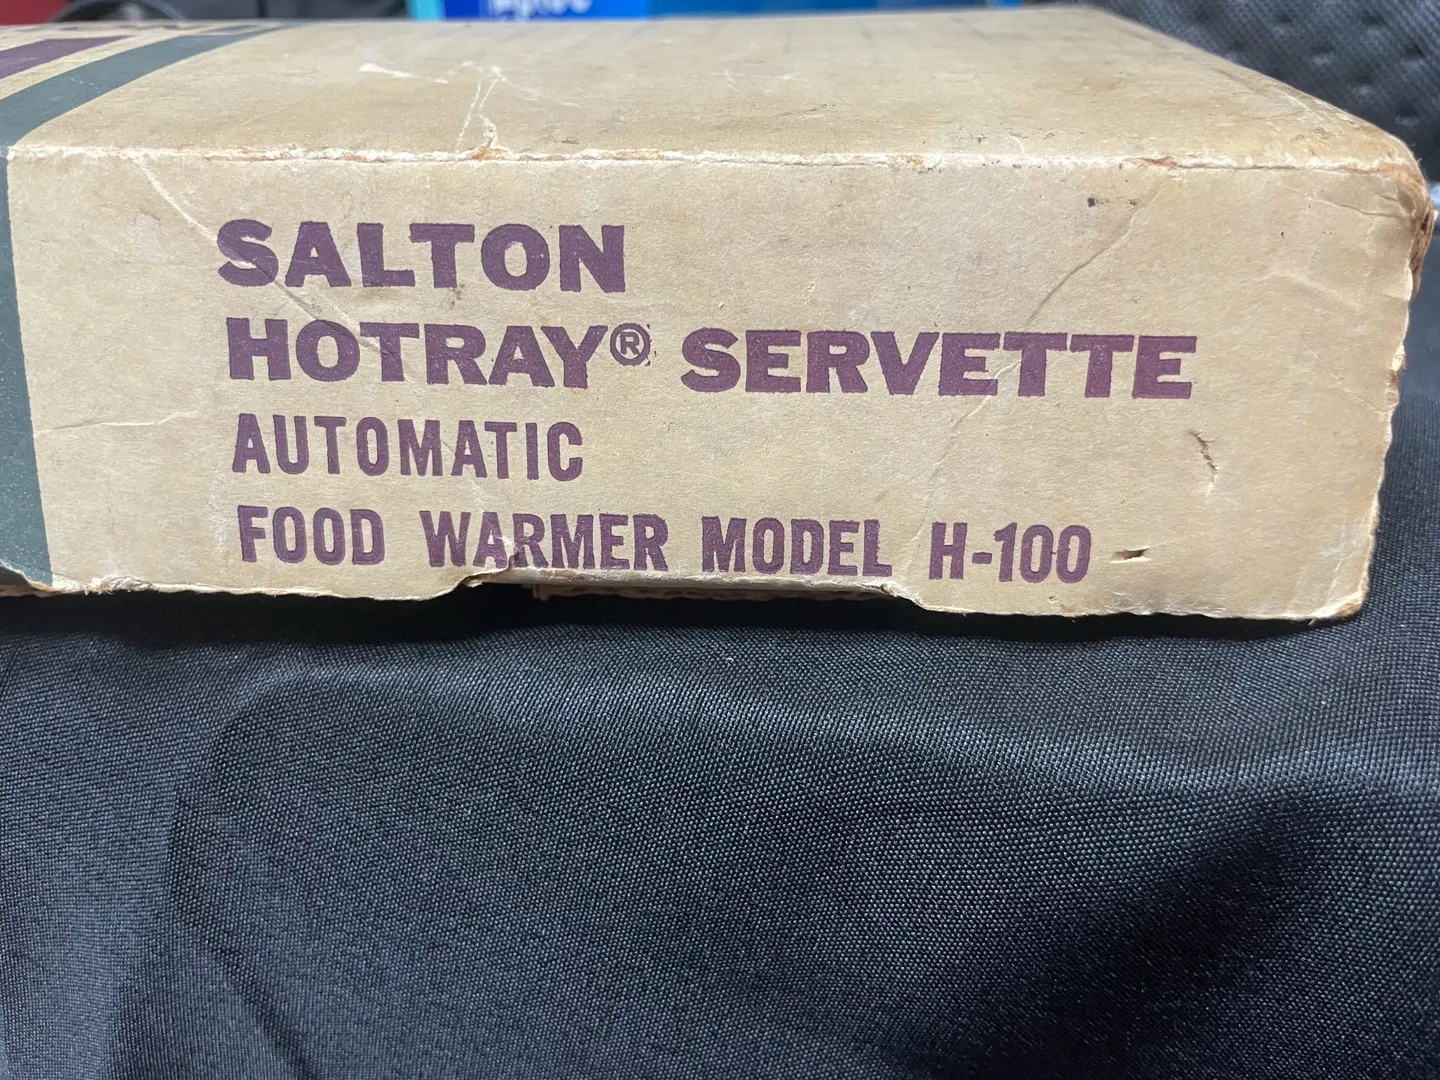 SALTON
HOTRAY® SERVETTE
AUTOMATIC
FOOD WARMER MODEL H-100